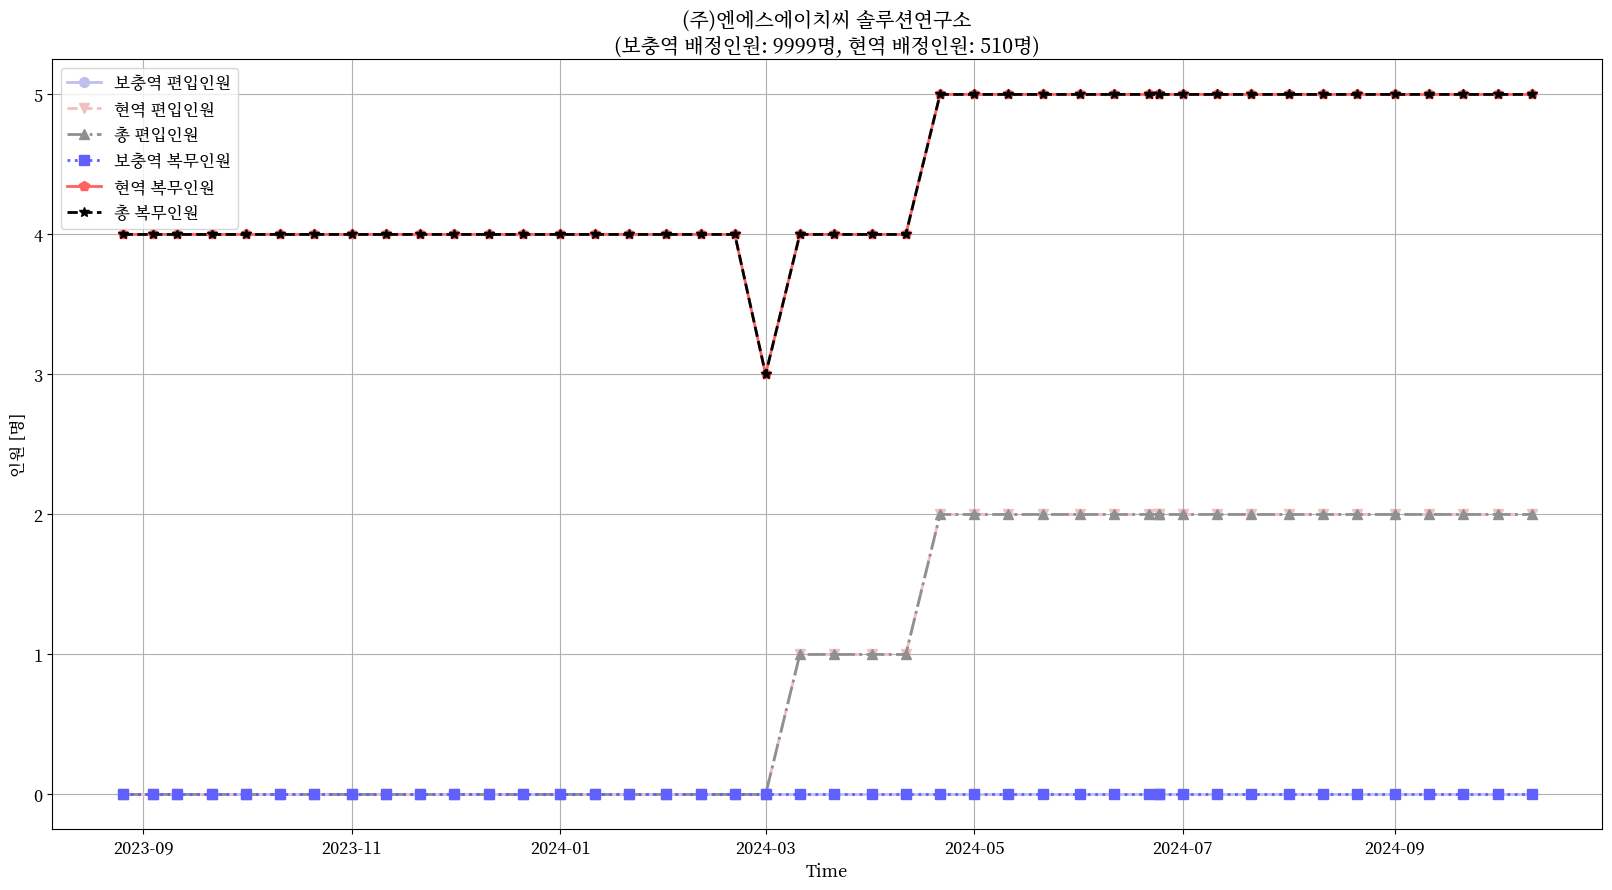 (주)엔에스에이치씨 솔루션연구소
(보충역 배정인원: 9999명, 현역 배정인원: 510명)
보충역 편입인원
현역 편입인원
총 편입인원
보충역 복무인원
현역 복무인원
총 복무인원
인원 [명]
5
4
3
2
1
0
2023-09
2023-11
2024-01
2024-03
2024-05
2024-07
2024-09
Time